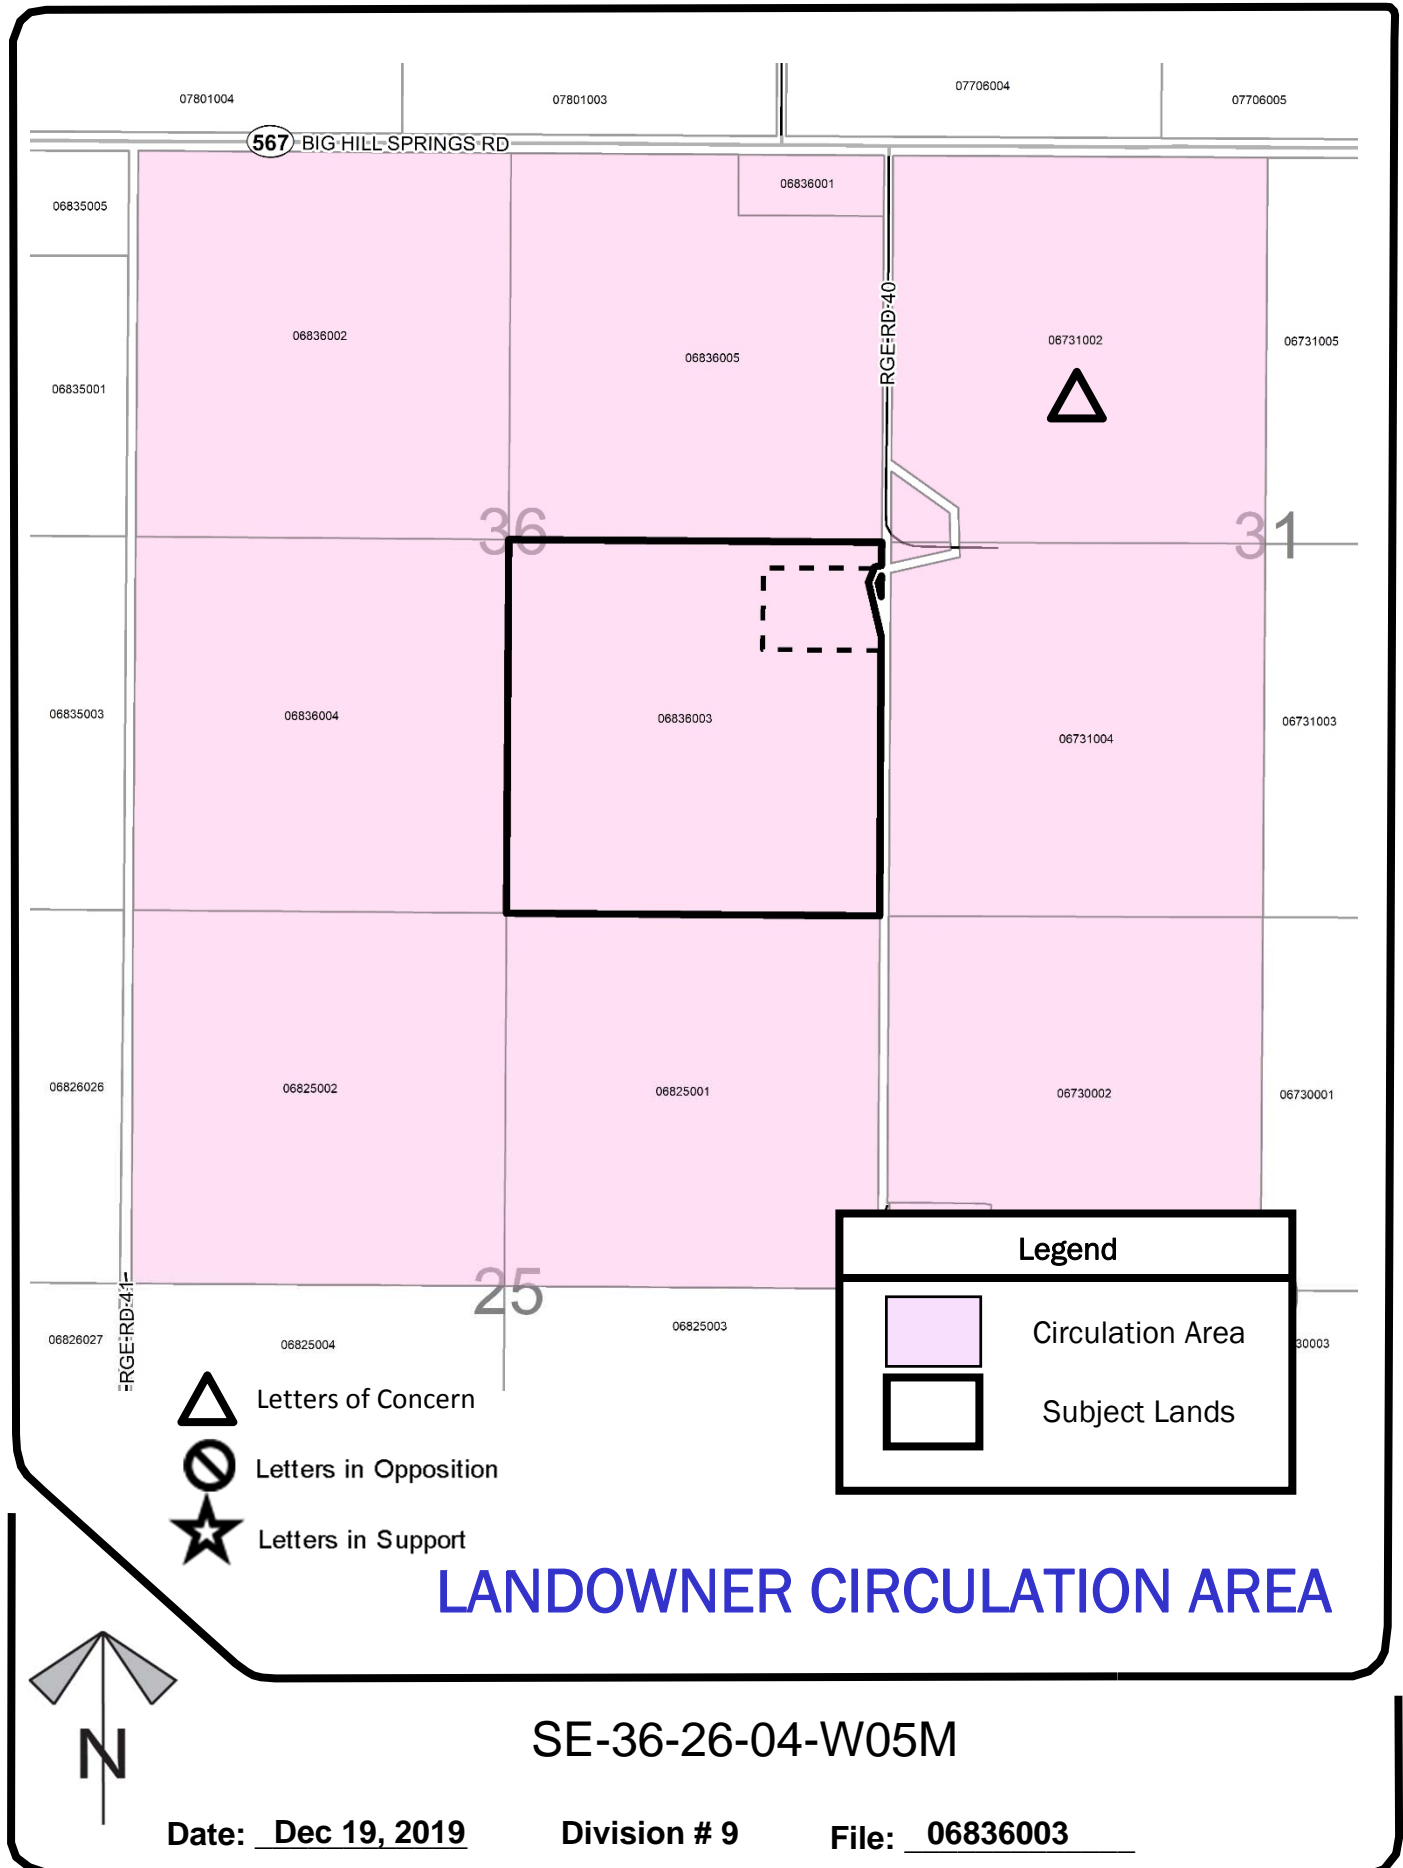 07801004
07801003
07706004
07706005
567 BIG HILL SPRINGS RD
06835005
06836001
06836002
06836005
RGE RD 40
06731002
06731005
06835001
36
31
06835003
06836004
06836003
06731004
06731003
06826026
06825002
06825001
06730002
06730001
25
RGE RD 41
06826027
06825004
06825003
30003
Legend
Circulation Area
Subject Lands
Letters of Concern
Letters in Opposition
Letters in Support
LANDOWNER CIRCULATION AREA
N
SE-36-26-04-W05M
Date: Dec 19, 2019 Division # 9 File: 06836003